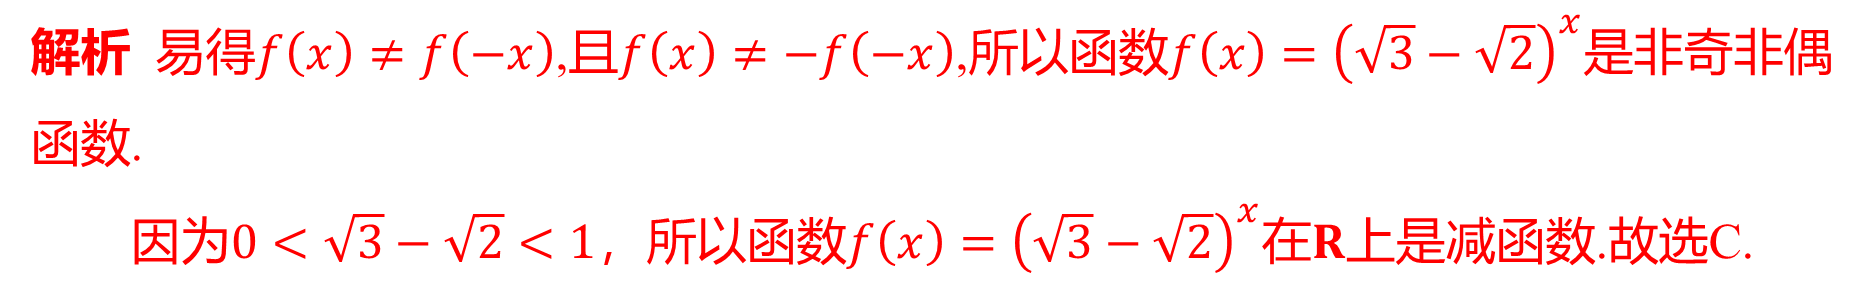 解析 易得f(x) ≠ f(−x),且f(x) ≠ −f(−x),所以函数f(x) = (√3 − √2)^x是非奇非偶
函数.
因为0 < √3 − √2 < 1，所以函数f(x) = (√3 − √2)^x在R上是减函数.故选C.